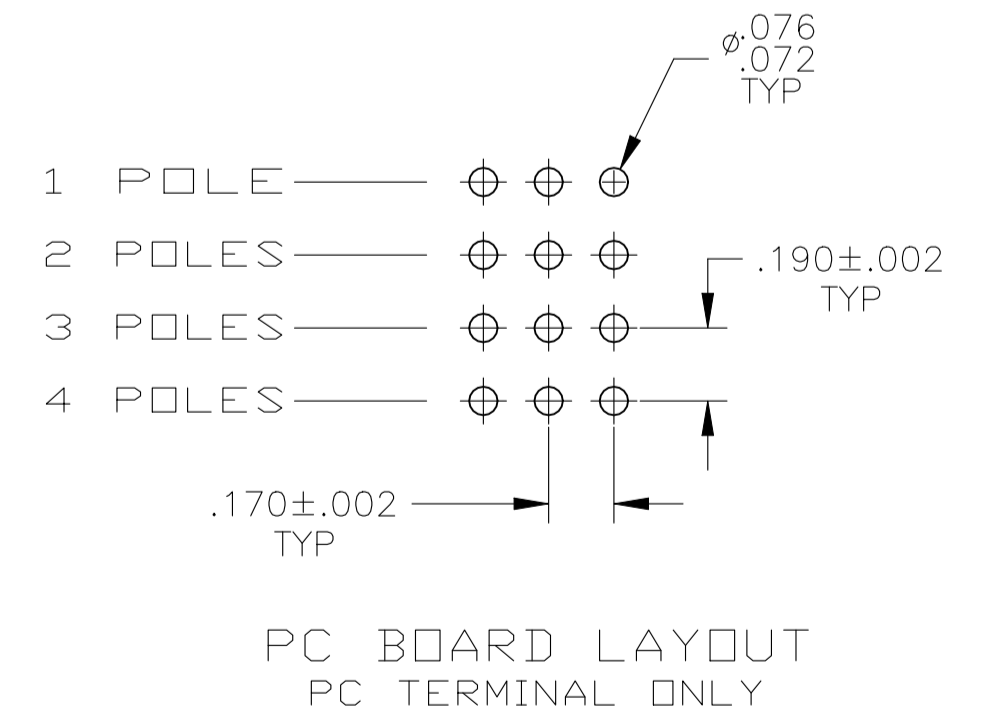 ⌀.076
.072
TYP
1 POLE
2 POLES
.190±.002
TYP
3 POLES
4 POLES
.170±.002
TYP
PC BOARD LAYOUT
PC TERMINAL ONLY